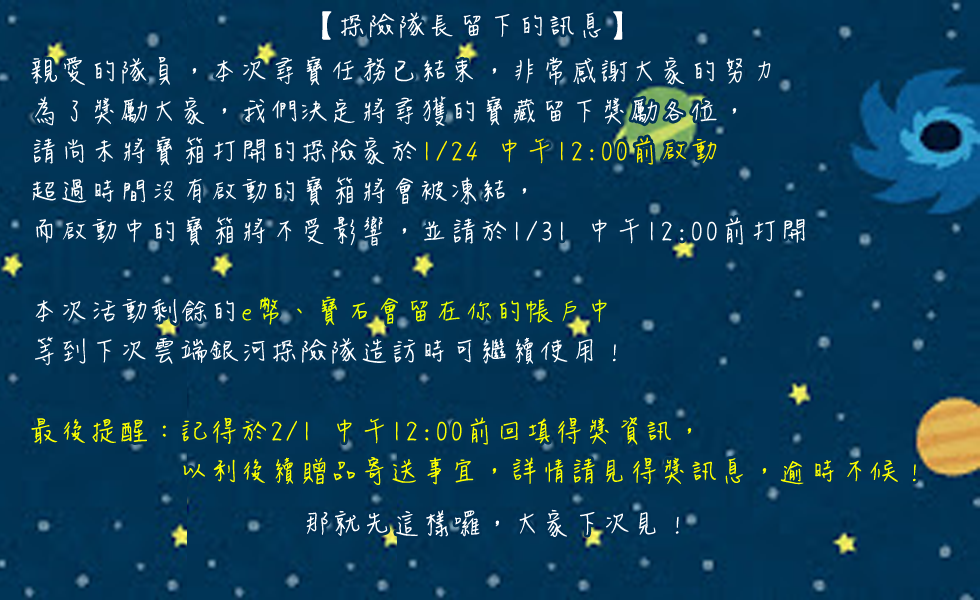 【探險隊長留下的訊息】
親愛的隊員，本次尋寶任務已結束，非常感謝大家的努力
為了獎勵大家，我們決定將尋獲的寶藏留下獎勵各位，
請尚未將寶箱打開的探險家於1/24 中午12:00前啟動
超過時間沒有啟動的寶箱將會被凍結，
而啟動中的寶箱將不受影響，並請於1/31 中午12:00前打開
本次活動剩餘的e幣、寶石會留在你的帳戶中
等到下次雲端銀河探險隊造訪時可繼續使用！
最後提醒：記得於2/1 中午12:00前回填得獎資訊，
以利後續贈品寄送事宜，詳情請見得獎訊息，逾時不候！
那就先這樣囉，大家下次見！